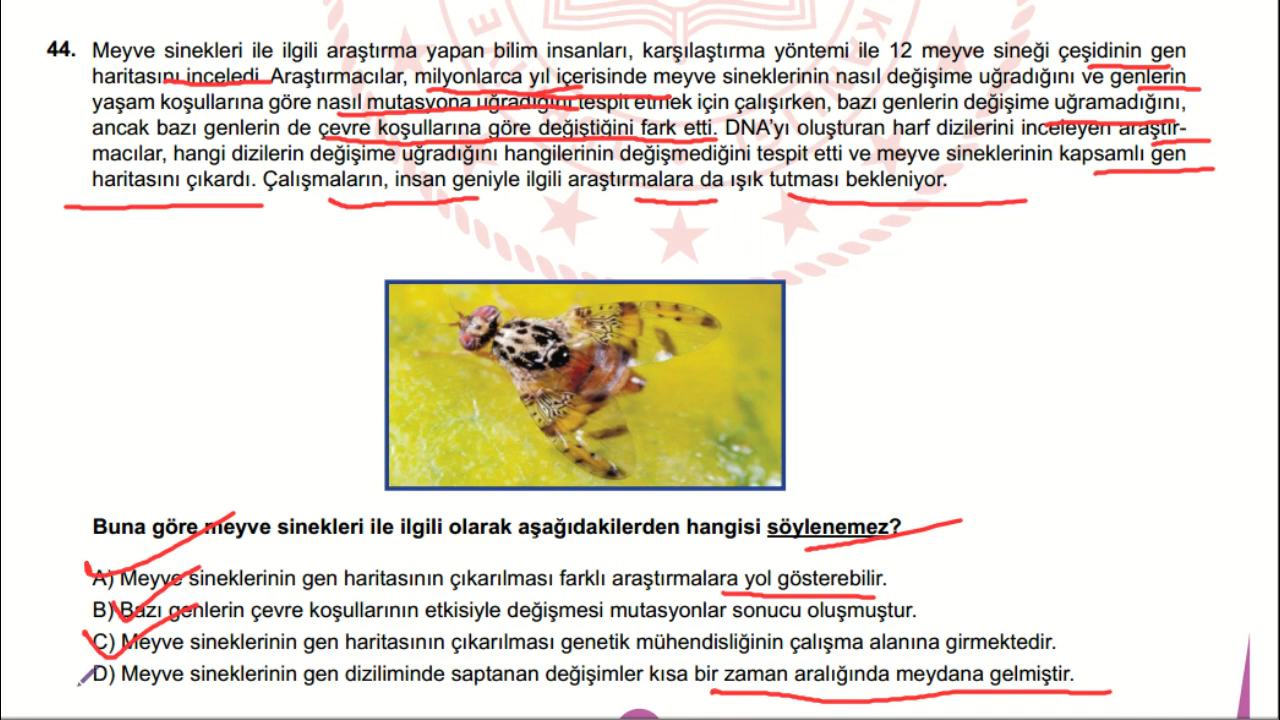 44. Meyve sinekleri ile ilgili araştırma yapan bilim insanları, karşılaştırma yöntemi ile 12 meyve sineği çeşidinin gen
haritasını inceledi. Araştırmacılar, milyonlarca yıl içerisinde meyve sineklerinin nasıl değişime uğradığını ve genlerin
yaşam koşullarına göre nasıl mutasyona uğradığını tespit etmek için çalışırken, bazı genlerin değişime uğramadığını,
ancak bazı genlerin de çevre koşullarına göre değiştiğini fark etti. DNA’yı oluşturan harf dizilerini inceleyen araştır-
macılar, hangi dizilerin değişime uğradığını hangilerinin değişmediğini tespit etti ve meyve sineklerinin kapsamlı gen
haritasını çıkardı. Çalışmaların, insan geniyle ilgili araştırmalara da ışık tutması bekleniyor.
Buna göre meyve sinekleri ile ilgili olarak aşağıdakilerden hangisi söylenemez?
A) Meyve sineklerinin gen haritasının çıkarılması farklı araştırmalara yol gösterebilir.
B) Bazı genlerin çevre koşullarının etkisiyle değişmesi mutasyonlar sonucu oluşmuştur.
C) Meyve sineklerinin gen haritasının çıkarılması genetik mühendisliğinin çalışma alanına girmektedir.
D) Meyve sineklerinin gen diziliminde saptanan değişimler kısa bir zaman aralığında meydana gelmiştir.